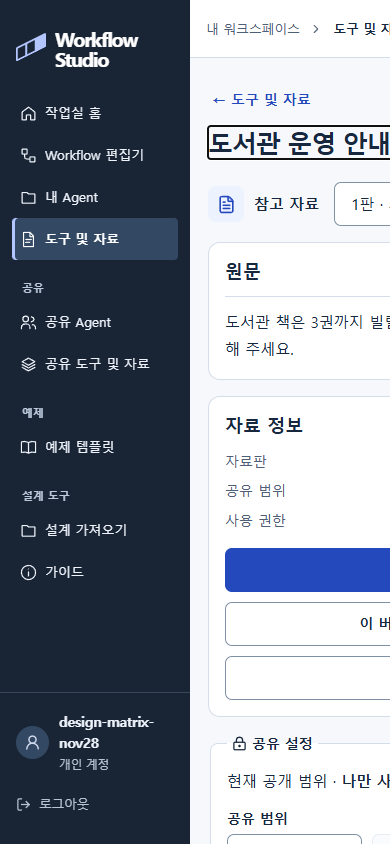 Workflow
Studio
작업실 홈
Workflow 편집기
내 Agent
도구 및 자료
공유
공유 Agent
공유 도구 및 자료
예제
예제 템플릿
설계 도구
설계 가져오기
가이드
design-matrix-
nov28
개인 계정
로그아웃
내 워크스페이스 > 도구 및
← 도구 및 자료
도서관 운영 안내
참고 자료
1판 ·
원문
도서관 책은 3권까지
해 주세요.
자료 정보
자료판
공유 범위
사용 권한
이
공유 설정
현재 공개 범위 · 나만
공유 범위